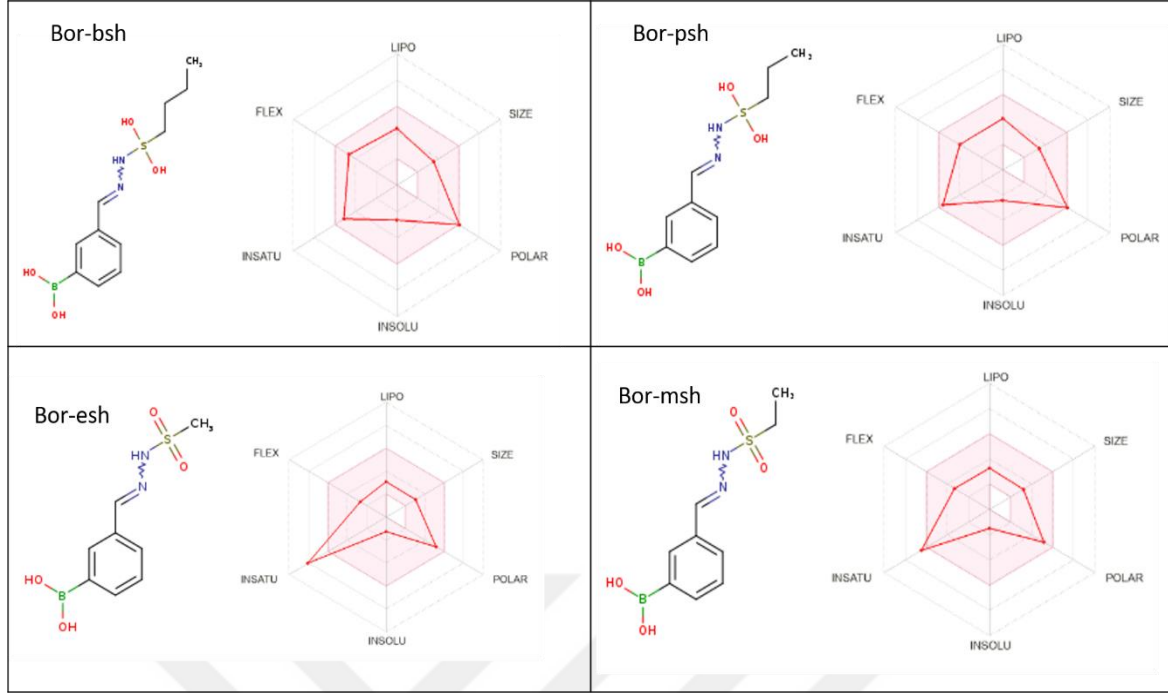 Bor-bsh
CH3
HO
S
HN
OH
N
HO
B
OH
LIPO
FLEX
SIZE
INSATU
POLAR
INSOLU
Bor-psh
CH3
HO
S
HN
OH
N
HO
B
OH
LIPO
FLEX
SIZE
INSATU
POLAR
INSOLU
Bor-esh
O
S
CH3
HN
O
N
HO
B
OH
LIPO
FLEX
SIZE
INSATU
POLAR
INSOLU
Bor-msh
CH3
O
S
HN
O
N
HO
B
OH
LIPO
FLEX
SIZE
INSATU
POLAR
INSOLU